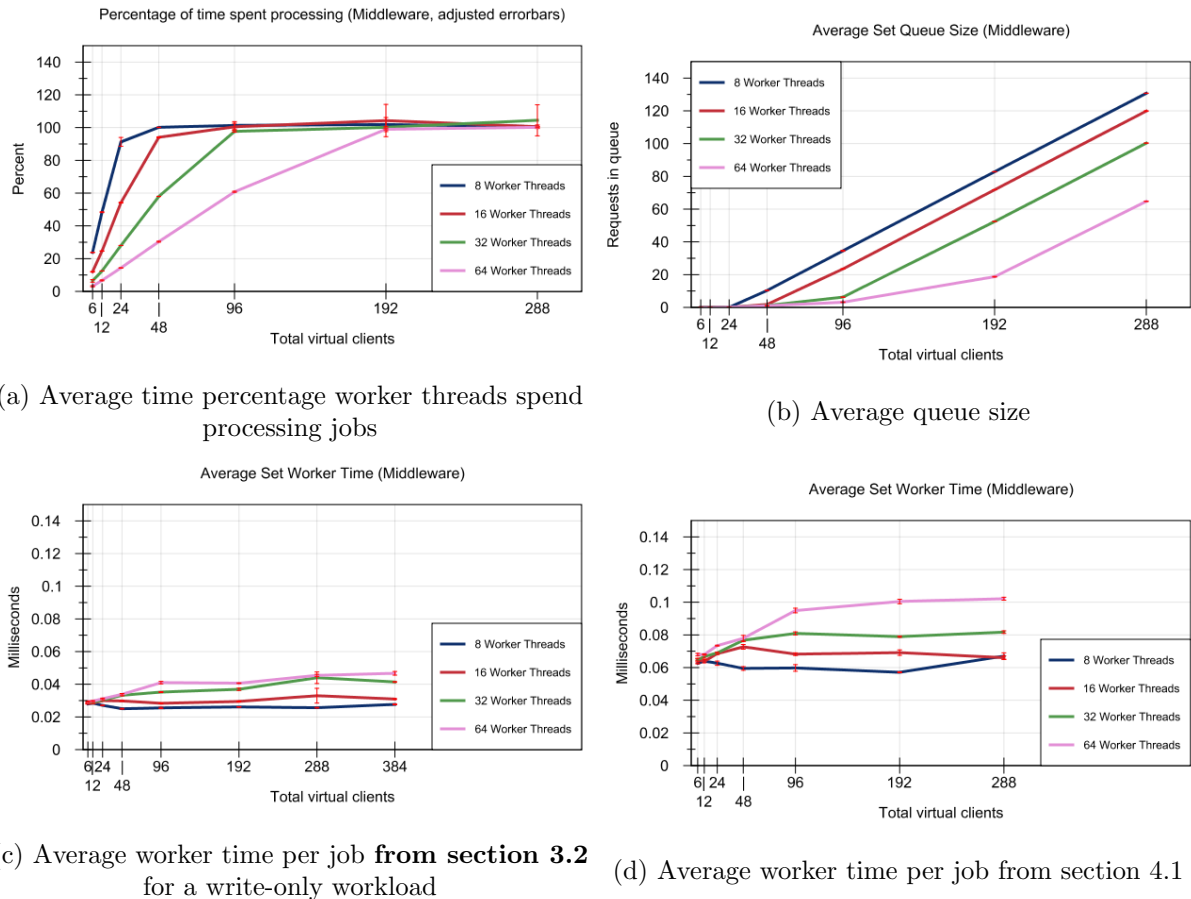 Percentage of time spent processing (Middleware, adjusted errorbars)
140
120
100
80
60
40
20
0
Percent
8 Worker Threads
16 Worker Threads
32 Worker Threads
64 Worker Threads
6
12
24
48
96
192
288
Total virtual clients
(a) Average time percentage worker threads spend
processing jobs
Average Set Queue Size (Middleware)
140
120
100
80
60
40
20
0
Requests in queue
8 Worker Threads
16 Worker Threads
32 Worker Threads
64 Worker Threads
6
12
24
48
96
192
288
Total virtual clients
(b) Average queue size
Average Set Worker Time (Middleware)
0.14
0.12
0.1
0.08
0.06
0.04
0.02
0
Milliseconds
8 Worker Threads
16 Worker Threads
32 Worker Threads
64 Worker Threads
6
12
24
48
96
192
288
384
Total virtual clients
c) Average worker time per job from section 3.2
for a write-only workload
Average Set Worker Time (Middleware)
0.14
0.12
0.1
0.08
0.06
0.04
0.02
0
Milliseconds
8 Worker Threads
16 Worker Threads
32 Worker Threads
64 Worker Threads
6
12
24
48
96
192
288
Total virtual clients
(d) Average worker time per job from section 4.1